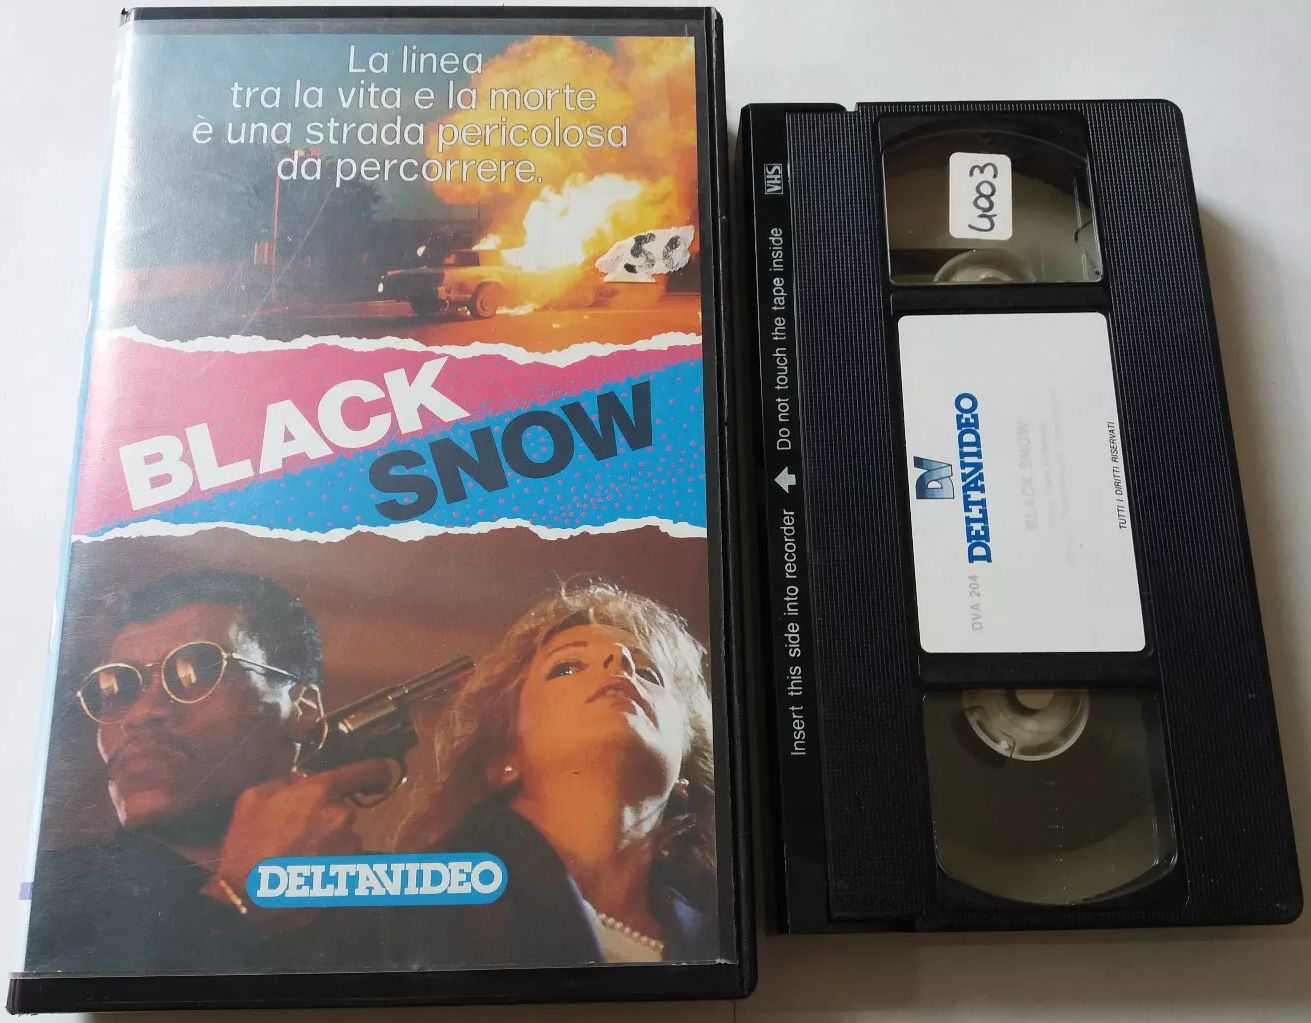 La linea
tra la vita e la morte
è una strada pericolosa
da percorrere.
BLACK
SNOW
DELTAVIDEO
VHS
Insert this side into recorder Do not touch the tape inside
4003
DV
DELTAVIDEO
DVA 204
BLACK SNOW
TUTTI I DIRITTI RISERVATI